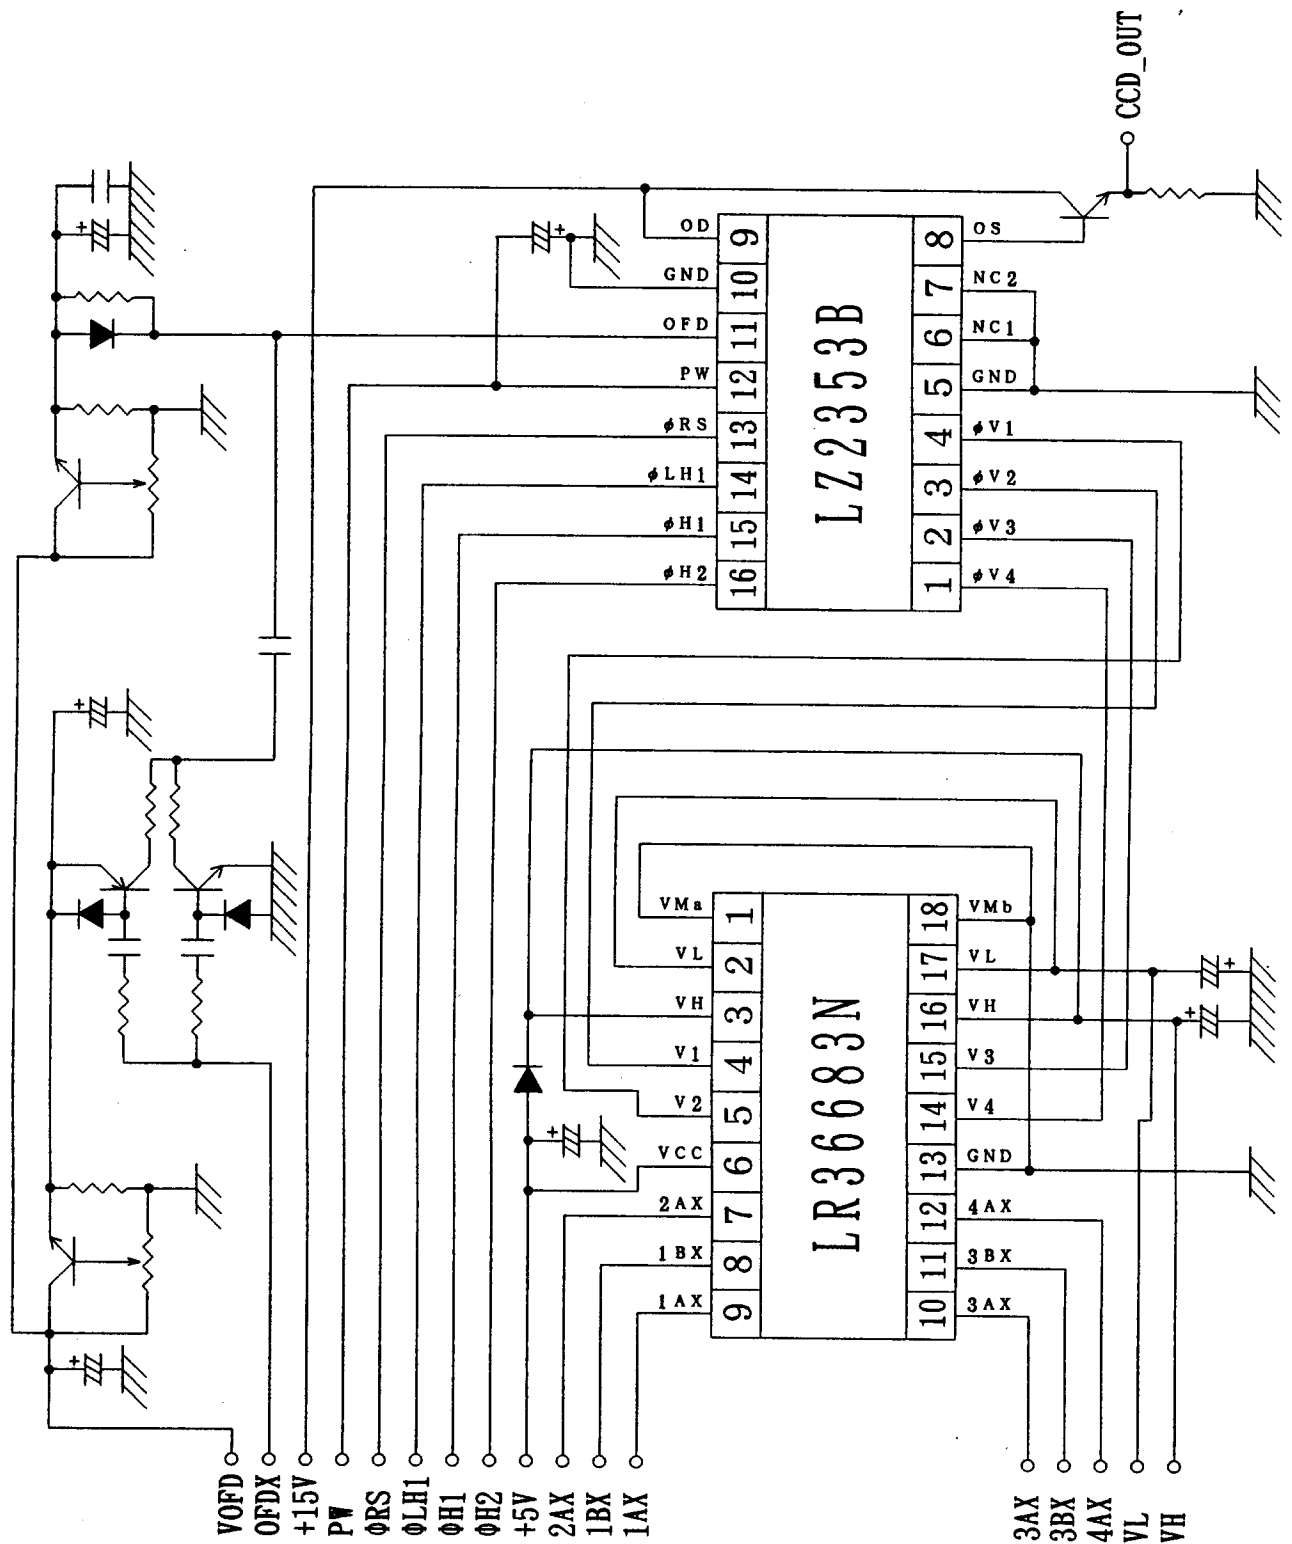 CCD_OUT
LZ2353B
OD 9
GND 10
OFD 11
PW 12
φRS 13
φLH1 14
φH1 15
φH2 16
8 OS
7 NC2
6 NC1
5 GND
4 φV1
3 φV2
2 φV3
1 φV4
+
+
+
LR36683N
VMa 1
VL 2
VH 3
V1 4
V2 5
VCC 6
2AX 7
1BX 8
1AX 9
18 VMb
17 VL
16 VH
15 V3
14 V4
13 GND
12 4AX
11 3BX
10 3AX
+
+
+
+
VOFD
OFDX
+15V
PW
ΦRS
ΦLH1
ΦH1
ΦH2
+5V
2AX
1BX
1AX
3AX
3BX
4AX
VL
VH